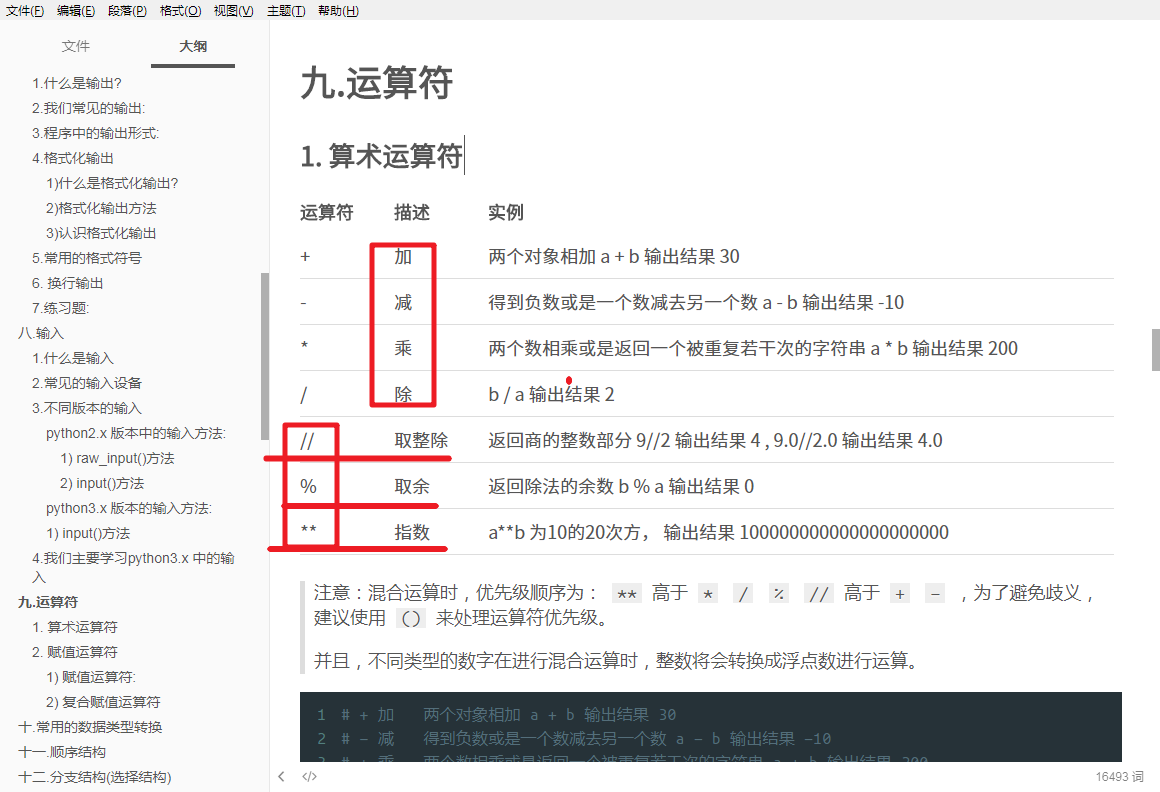 文件(F) 编辑(E) 段落(P) 格式(O) 视图(V) 主题(T) 帮助(H)
文件 大纲
1.什么是输出?
2.我们常见的输出:
3.程序中的输出形式:
4.格式化输出
1)什么是格式化输出?
2)格式化输出方法
3)认识格式化输出
5.常用的格式符号
6. 换行输出
7.练习题:
八.输入
1.什么是输入
2.常见的输入设备
3.不同版本的输入
python2.x 版本中的输入方法:
1) raw_input()方法
2) input()方法
python3.x 版本的输入方法:
1) input()方法
4.我们主要学习python3.x 中的输
入
九.运算符
1. 算术运算符
2. 赋值运算符
1) 赋值运算符:
2) 复合赋值运算符
十.常用的数据类型转换
十一.顺序结构
十二.分支结构(选择结构)
九.运算符
1. 算术运算符
运算符 描述 实例
+ 加 两个对象相加 a + b 输出结果 30
- 减 得到负数或是一个数减去另一个数 a - b 输出结果 -10
* 乘 两个数相乘或是返回一个被重复若干次的字符串 a * b 输出结果 200
/ 除 b / a 输出结果 2
// 取整除 返回商的整数部分 9//2 输出结果 4 , 9.0//2.0 输出结果 4.0
% 取余 返回除法的余数 b % a 输出结果 0
** 指数 a**b 为10的20次方， 输出结果 100000000000000000000
注意：混合运算时，优先级顺序为： ** 高于 * / % // 高于 + - ，为了避免歧义，
建议使用 () 来处理运算符优先级。
并且，不同类型的数字在进行混合运算时，整数将会转换成浮点数进行运算。
1 # + 加 两个对象相加 a + b 输出结果 30
2 # - 减 得到负数或是一个数减去另一个数 a - b 输出结果 -10
</> 16493 词